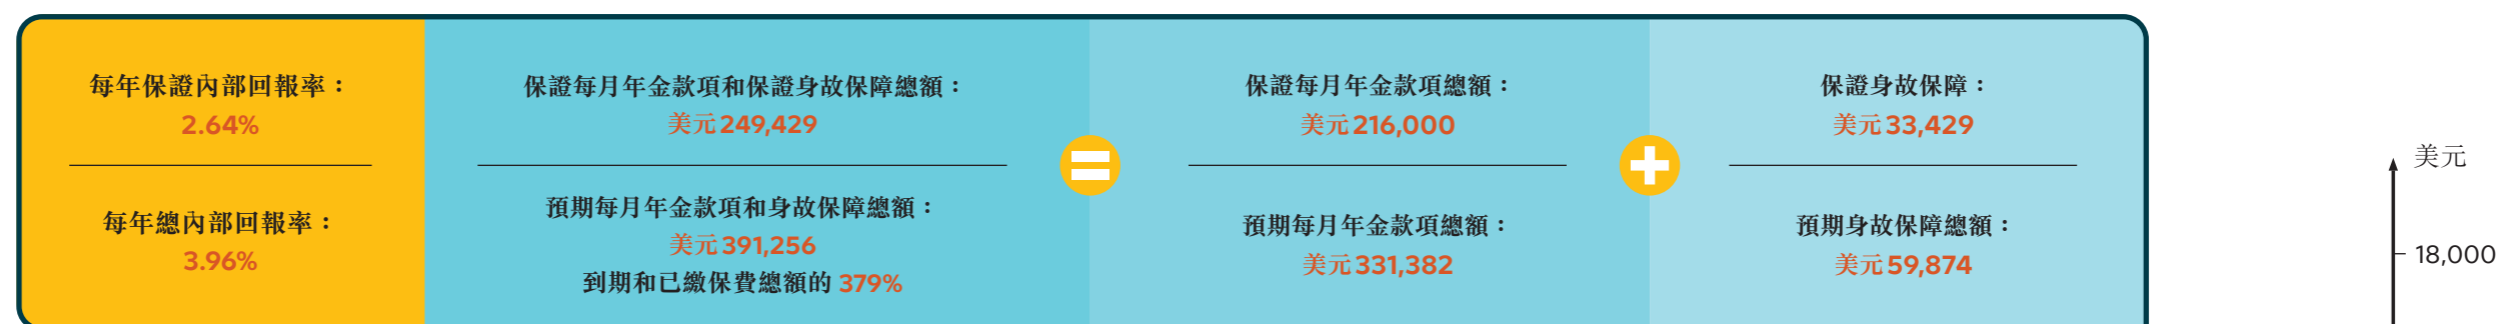 每年保證內部回報率：
2.64%
每年總內部回報率：
3.96%
保證每月年金款項和保證身故保障總額：
美元249,429
預期每月年金款項和身故保障總額：
美元391,256
到期和已繳保費總額的 379%
=
保證每月年金款項總額：
美元216,000
預期每月年金款項總額：
美元331,382
+
保證身故保障：
美元33,429
預期身故保障總額：
美元59,874
美元
18,000